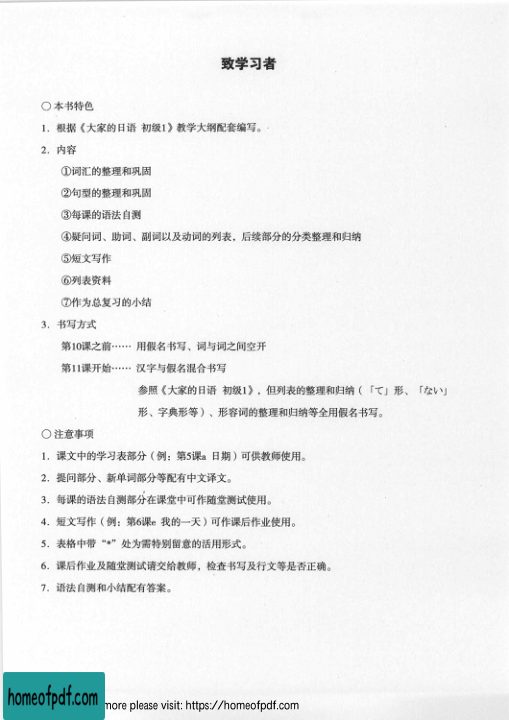 致学习者
○ 本书特色
1. 根据《大家的日语 初级1》教学大纲配套编写。
2. 内容
①词汇的整理和巩固
②句型的整理和巩固
③每课的语法自测
④疑问词、助词、副词以及动词的列表，后续部分的分类整理和归纳
⑤短文写作
⑥列表资料
⑦作为总复习的小结
3. 书写方式
第10课之前…… 用假名书写、词与词之间空开
第11课开始…… 汉字与假名混合书写
参照《大家的日语 初级1》，但列表的整理和归纳（「て」形、「ない」
形、字典形等）、形容词的整理和归纳等全用假名书写。
○ 注意事项
1. 课文中的学习表部分（例：第5课a 日期）可供教师使用。
2. 提问部分、新单词部分等配有中文译文。
3. 每课的语法自测部分在课堂中可作随堂测试使用。
4. 短文写作（例：第6课e 我的一天）可作课后作业使用。
5. 表格中带“*”处为需特别留意的活用形式。
6. 课后作业及随堂测试请交给教师，检查书写及行文等是否正确。
7. 语法自测和小结配有答案。
homeofpdf.com
more please visit: https://homeofpdf.com